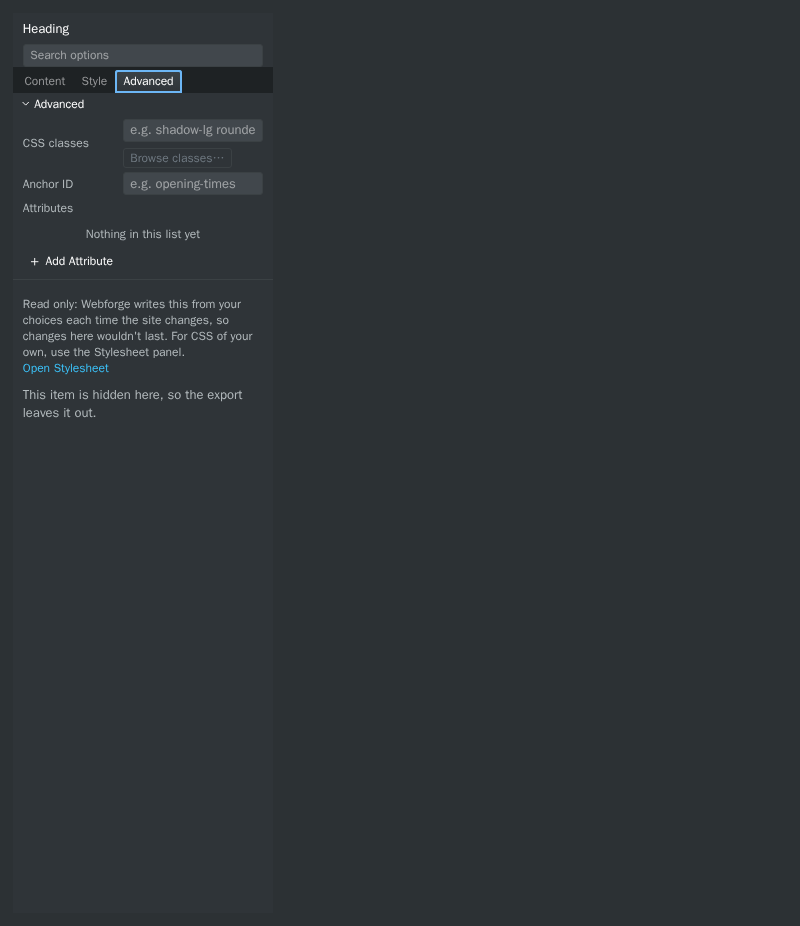 Heading
Search options
Content Style Advanced
Advanced
e.g. shadow-lg rounde
CSS classes
Browse classes···
Anchor ID e.g. opening-times
Attributes
Nothing in this list yet
+ Add Attribute
Read only: Webforge writes this from your
choices each time the site changes, so
changes here wouldn't last. For CSS of your
own, use the Stylesheet panel.
Open Stylesheet
This item is hidden here, so the export
leaves it out.